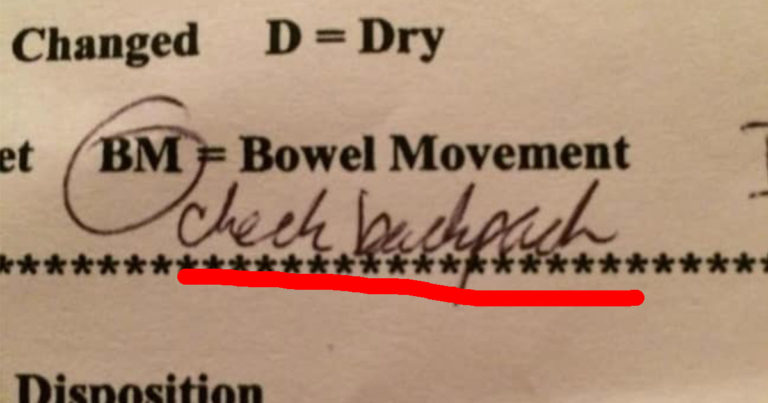 Changed D = Dry
et BM = Bowel Movement
check backpack
******************************
Disposition